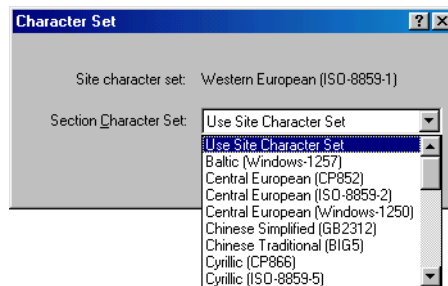 Character Set
Site character set: Western European (ISO-8859-1)
Section Character Set: Use Site Character Set
Use Site Character Set
Baltic (Windows-1257)
Central European (CP852)
Central European (ISO-8859-2)
Central European (Windows-1250)
Chinese Simplified (GB2312)
Chinese Traditional (BIG5)
Cyrillic (CP866)
Cyrillic (ISO-8859-5)